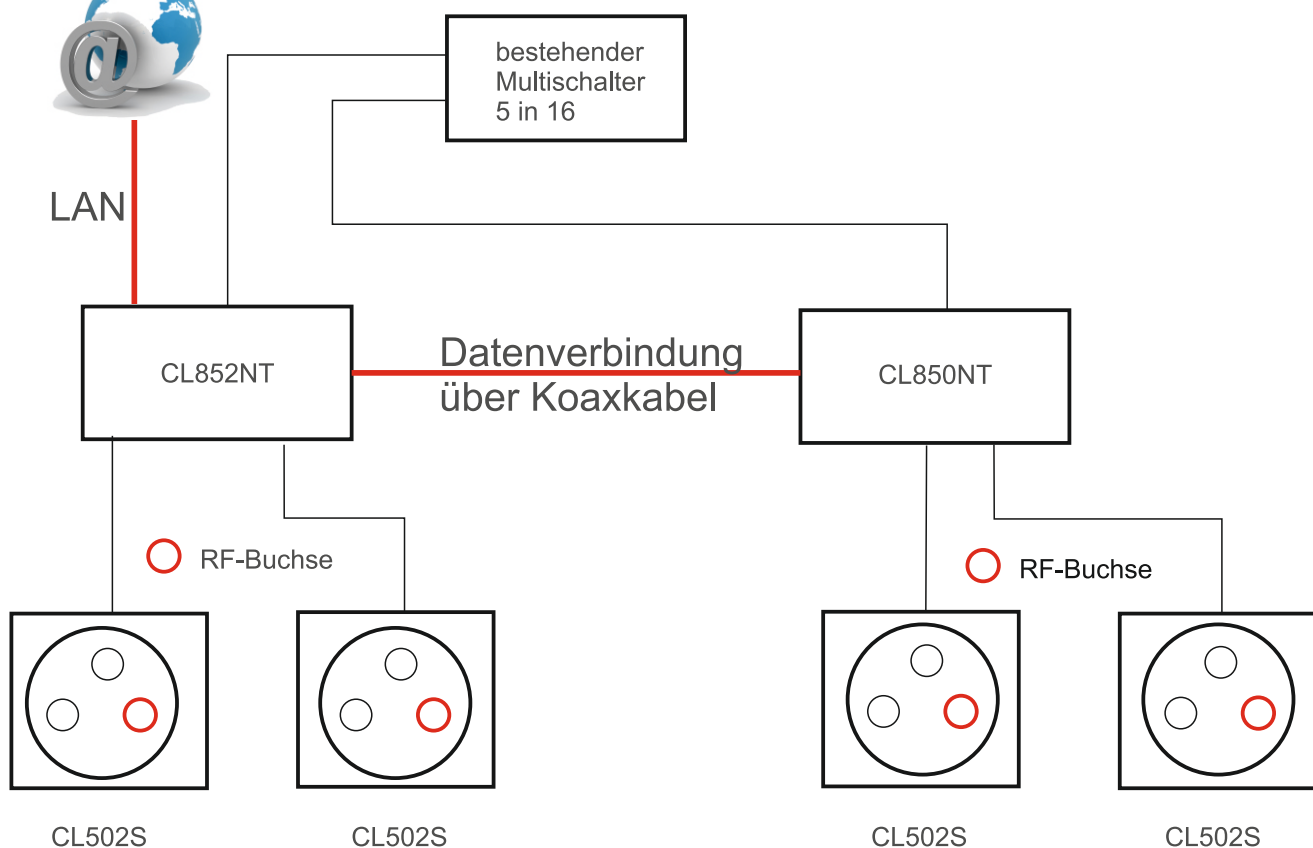 @
bestehender
Multischalter
5 in 16
LAN
CL852NT
Datenverbindung
über Koaxkabel
CL850NT
RF-Buchse
RF-Buchse
CL502S
CL502S
CL502S
CL502S